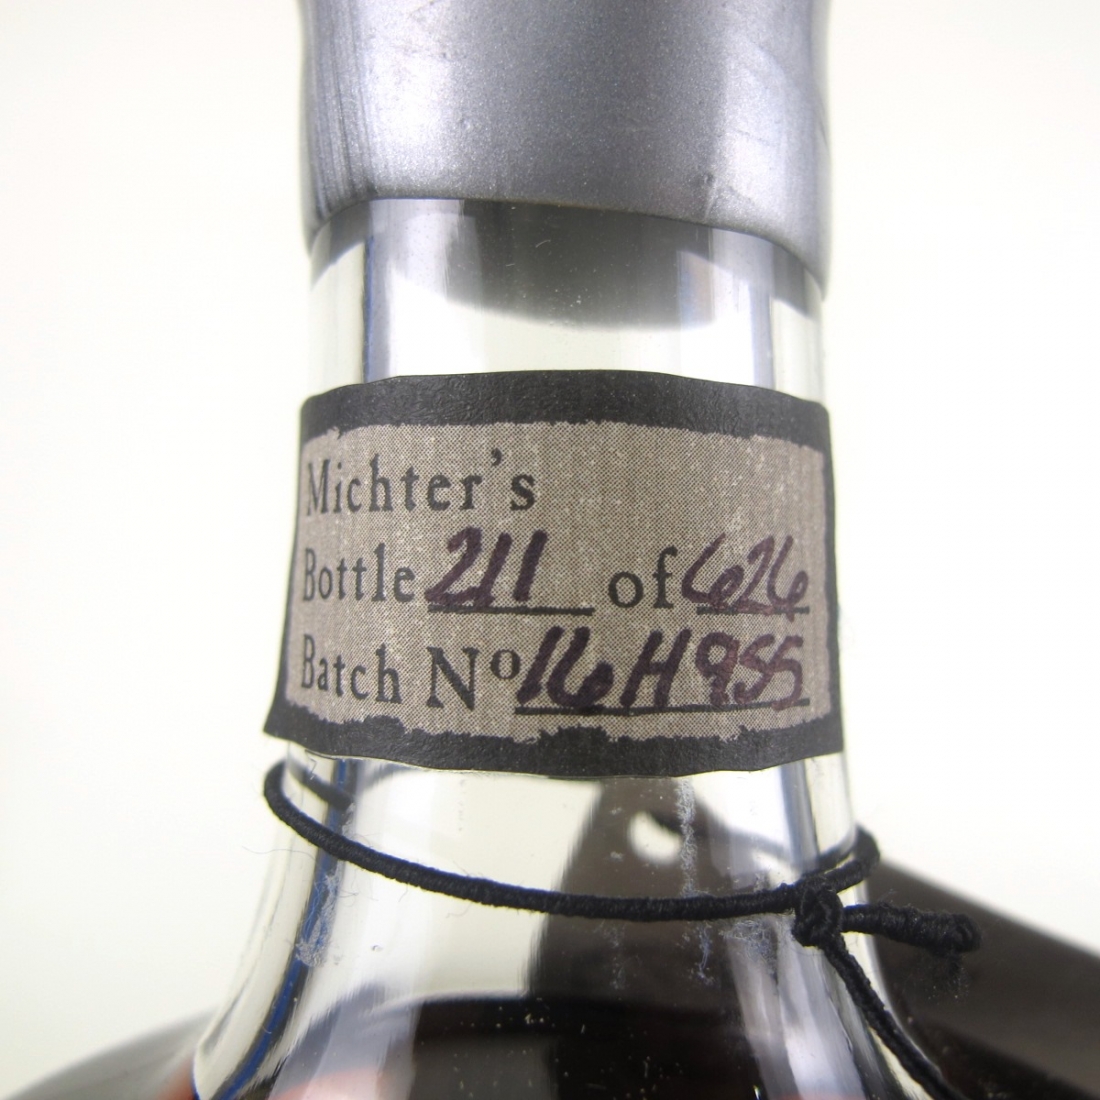 Michter's
Bottle 211 of 626
Batch Nº 16H955